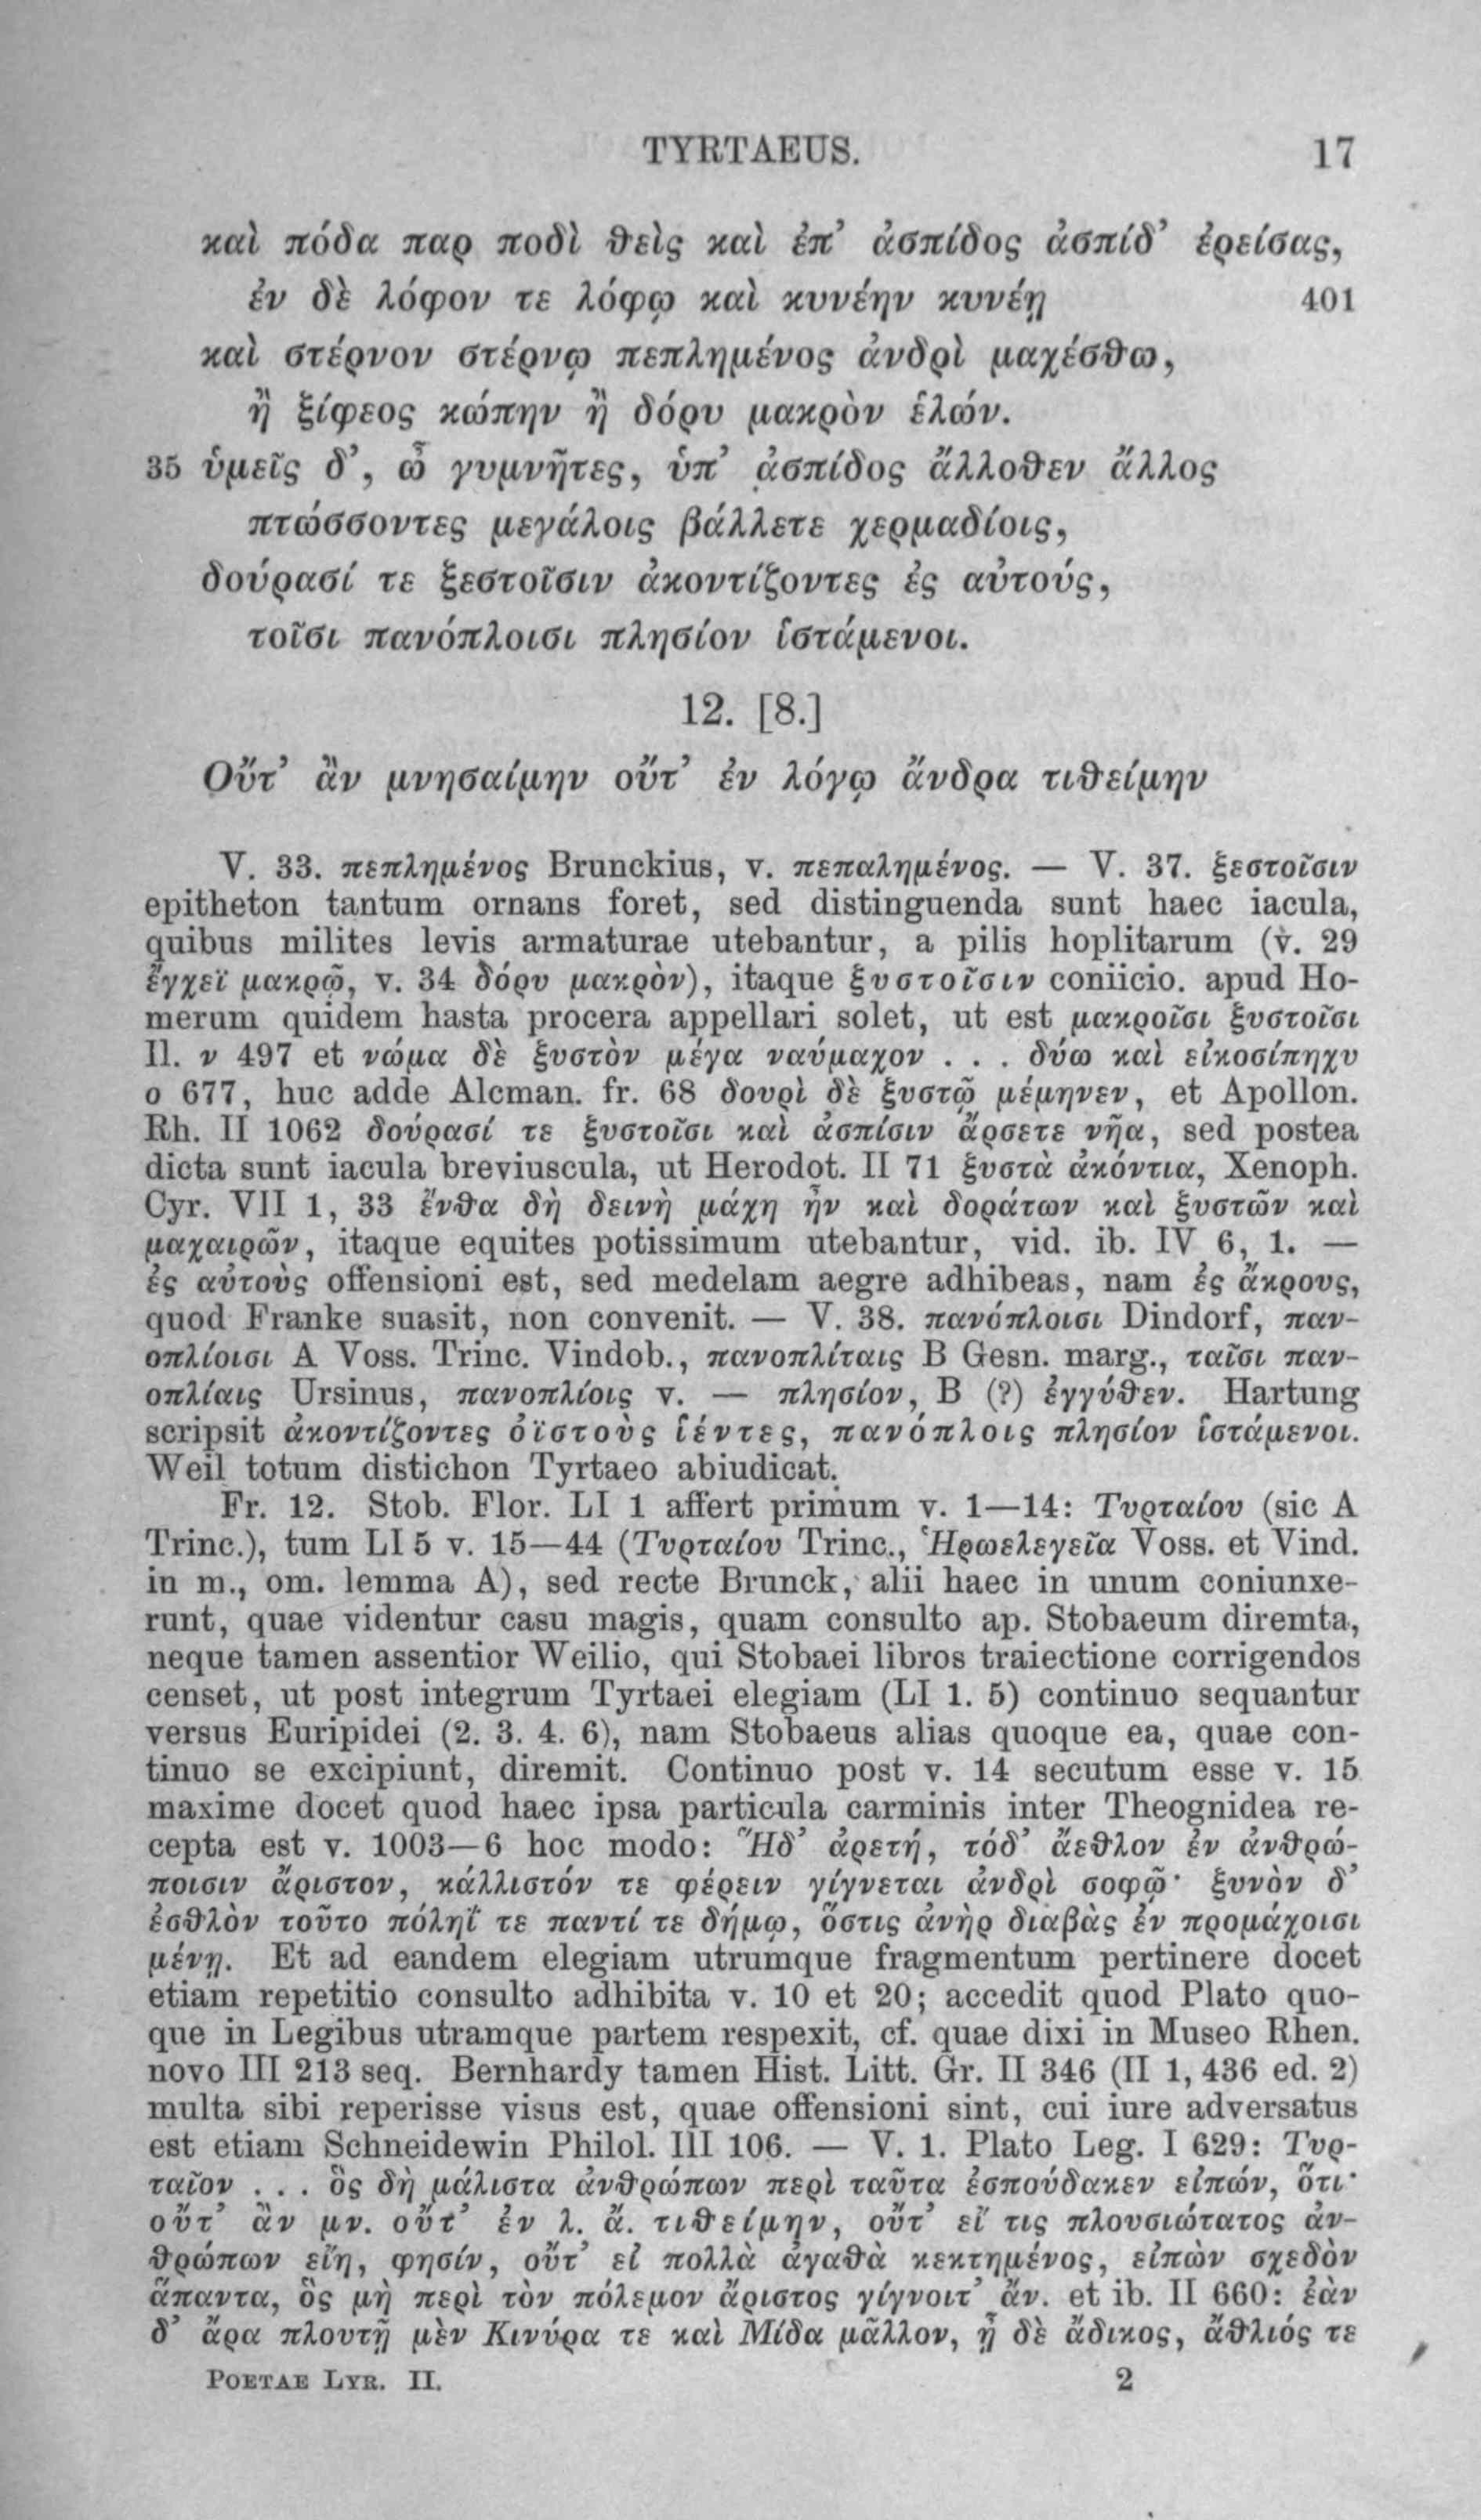 TYRTAEUS. 17
καὶ πόδα παρ ποδὶ θεὶς καὶ ἐπ’ ἀσπίδος ἀσπίδ’ ἐρείσας,
ἐν δὲ λόφον τε λόφῳ καὶ κυνέην κυνέῃ 401
καὶ στέρνον στέρνῳ πεπλημένος ἀνδρὶ μαχέσθω,
ἢ ξίφεος κώπην ἢ δόρυ μακρὸν ἑλών.
35 ὑμεῖς δ’, ὦ γυμνῆτες, ὑπ’ ἀσπίδος ἄλλοθεν ἄλλος
πτώσσοντες μεγάλοις βάλλετε χερμαδίοις,
δούρασί τε ξεστοῖσιν ἀκοντίζοντες ἐς αὐτούς,
τοῖσι πανόπλοισι πλησίον ἱστάμενοι.
12. [8.]
Οὔτ’ ἂν μνησαίμην οὔτ’ ἐν λόγῳ ἄνδρα τιθείμην
V. 33. πεπλημένος Brunckius, v. πεπαλημένος. — V. 37. ξεστοῖσιν
epitheton tantum ornans foret, sed distinguenda sunt haec iacula,
quibus milites levis armaturae utebantur, a pilis hoplitarum (v. 29
ἔγχεϊ μακρῷ, v. 34 δόρυ μακρὸν), itaque ξυστοῖσιν coniicio. apud Ho-
merum quidem hasta procera appellari solet, ut est μακροῖσι ξυστοῖσι
Il. ν 497 et νώμα δὲ ξυστὸν μέγα ναύμαχον . . . δύω καὶ εἰκοσίπηχυ
ο 677, huc adde Alcman. fr. 68 δουρὶ δὲ ξυστῷ μέμηνεν, et Apollon.
Rh. II 1062 δούρασί τε ξυστοῖσι καὶ ἀσπίσιν ἄρσετε νῆα, sed postea
dicta sunt iacula breviuscula, ut Herodot. II 71 ξυστὰ ἀκόντια, Xenoph.
Cyr. VII 1, 33 ἔνθα δὴ δεινὴ μάχη ἦν καὶ δοράτων καὶ ξυστῶν καὶ
μαχαιρῶν, itaque equites potissimum utebantur, vid. ib. IV 6, 1. —
ἐς αὐτοὺς offensioni est, sed medelam aegre adhibeas, nam ἐς ἄκρους,
quod Franke suasit, non convenit. — V. 38. πανόπλοισι Dindorf, παν-
οπλίοισι A Voss. Trinc. Vindob., πανοπλίταις B Gesn. marg., ταῖσι παν-
οπλίαις Ursinus, πανοπλίοις v. — πλησίον, B (?) ἐγγύθεν. Hartung
scripsit ἀκοντίζοντες ὀϊστοὺς ἱέντες, πανόπλοις πλησίον ἱστάμενοι.
Weil totum distichon Tyrtaeo abiudicat.
Fr. 12. Stob. Flor. LI 1 affert primum v. 1—14: Τυρταίου (sic A
Trinc.), tum LI 5 v. 15—44 (Τυρταίου Trinc., Ἡρωελεγεῖα Voss. et Vind.
in m., om. lemma A), sed recte Brunck, alii haec in unum coniunxe-
runt, quae videntur casu magis, quam consulto ap. Stobaeum diremta,
neque tamen assentior Weilio, qui Stobaei libros traiectione corrigendos
censet, ut post integrum Tyrtaei elegiam (LI 1. 5) continuo sequantur
versus Euripidei (2. 3. 4. 6), nam Stobaeus alias quoque ea, quae con-
tinuo se excipiunt, diremit. Continuo post v. 14 secutum esse v. 15
maxime docet quod haec ipsa particula carminis inter Theognidea re-
cepta est v. 1003—6 hoc modo: Ἥδ’ ἀρετή, τόδ’ ἄεθλον ἐν ἀνθρώ-
ποισιν ἄριστον, κάλλιστόν τε φέρειν γίγνεται ἀνδρὶ σοφῷ· ξυνὸν δ’
ἐσθλὸν τοῦτο πόληΐ τε παντί τε δήμῳ, ὅστις ἀνὴρ διαβὰς ἐν προμάχοισι
μένῃ. Et ad eandem elegiam utrumque fragmentum pertinere docet
etiam repetitio consulto adhibita v. 10 et 20; accedit quod Plato quo-
que in Legibus utramque partem respexit, cf. quae dixi in Museo Rhen.
novo III 213 seq. Bernhardy tamen Hist. Litt. Gr. II 346 (II 1, 436 ed. 2)
multa sibi reperisse visus est, quae offensioni sint, cui iure adversatus
est etiam Schneidewin Philol. III 106. — V. 1. Plato Leg. I 629: Τυρ-
ταῖον . . . ὃς δὴ μάλιστα ἀνθρώπων περὶ ταῦτα ἐσπούδακεν εἰπών, ὅτι·
οὔτ’ ἂν μν. οὔτ’ ἐν λ. ἄ. τιθείμην, οὔτ’ εἴ τις πλουσιώτατος ἀν-
θρώπων εἴη, φησίν, οὔτ’ εἰ πολλὰ ἀγαθὰ κεκτημένος, εἰπὼν σχεδὸν
ἅπαντα, ὃς μὴ περὶ τὸν πόλεμον ἄριστος γίγνοιτ’ ἄν. et ib. II 660: ἐὰν
δ’ ἄρα πλουτῇ μὲν Κινύρα τε καὶ Μίδα μᾶλλον, ᾖ δὲ ἄδικος, ἄθλιός τε
POETAE LYR. II. 2